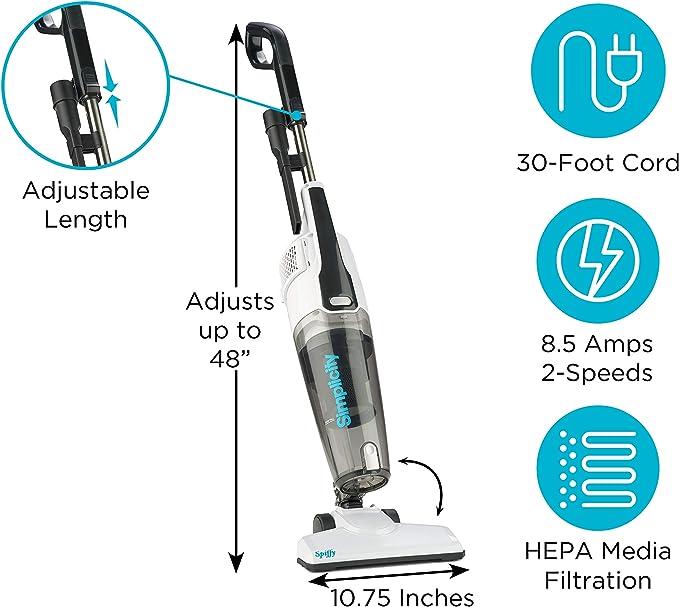 Adjustable
Length
Adjusts
up to
48”
Simplicity
Spiffy
10.75 Inches
30-Foot Cord
8.5 Amps
2-Speeds
HEPA Media
Filtration